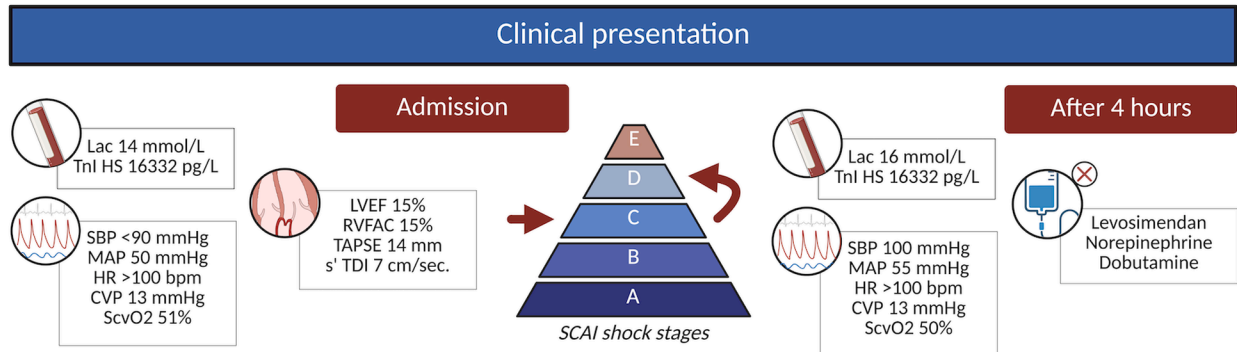 Clinical presentation
Admission
Lac 14 mmol/L
TnI HS 16332 pg/L
SBP <90 mmHg
MAP 50 mmHg
HR >100 bpm
CVP 13 mmHg
ScvO2 51%
LVEF 15%
RVFAC 15%
TAPSE 14 mm
s' TDI 7 cm/sec.
E
D
C
B
A
SCAI shock stages
After 4 hours
Lac 16 mmol/L
TnI HS 16332 pg/L
SBP 100 mmHg
MAP 55 mmHg
HR >100 bpm
CVP 13 mmHg
ScvO2 50%
Levosimendan
Norepinephrine
Dobutamine